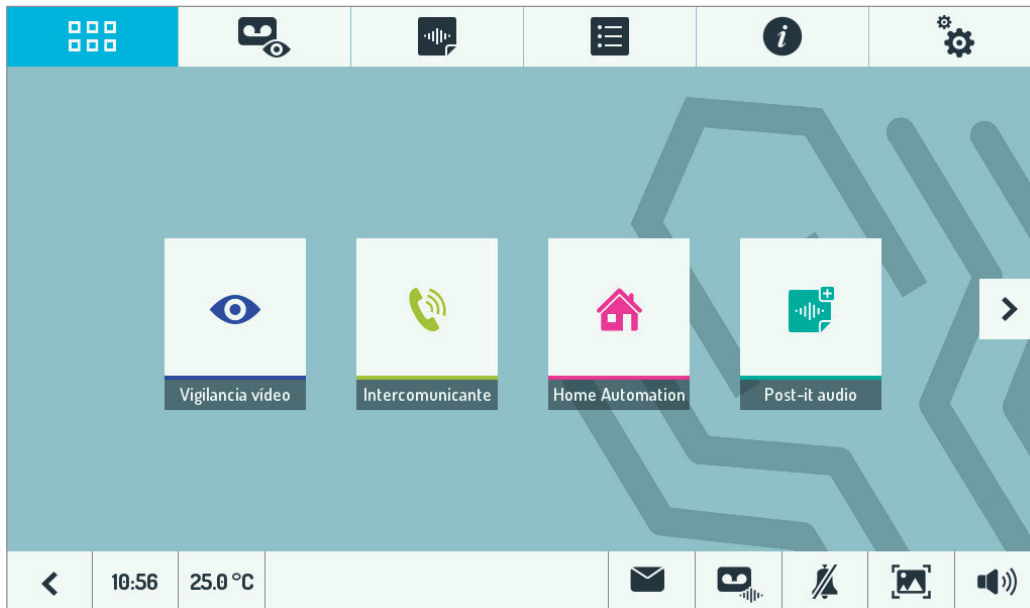 Vigilancia vídeo
Intercomunicante
Home Automation
Post-it audio
10:56
25.0 °C